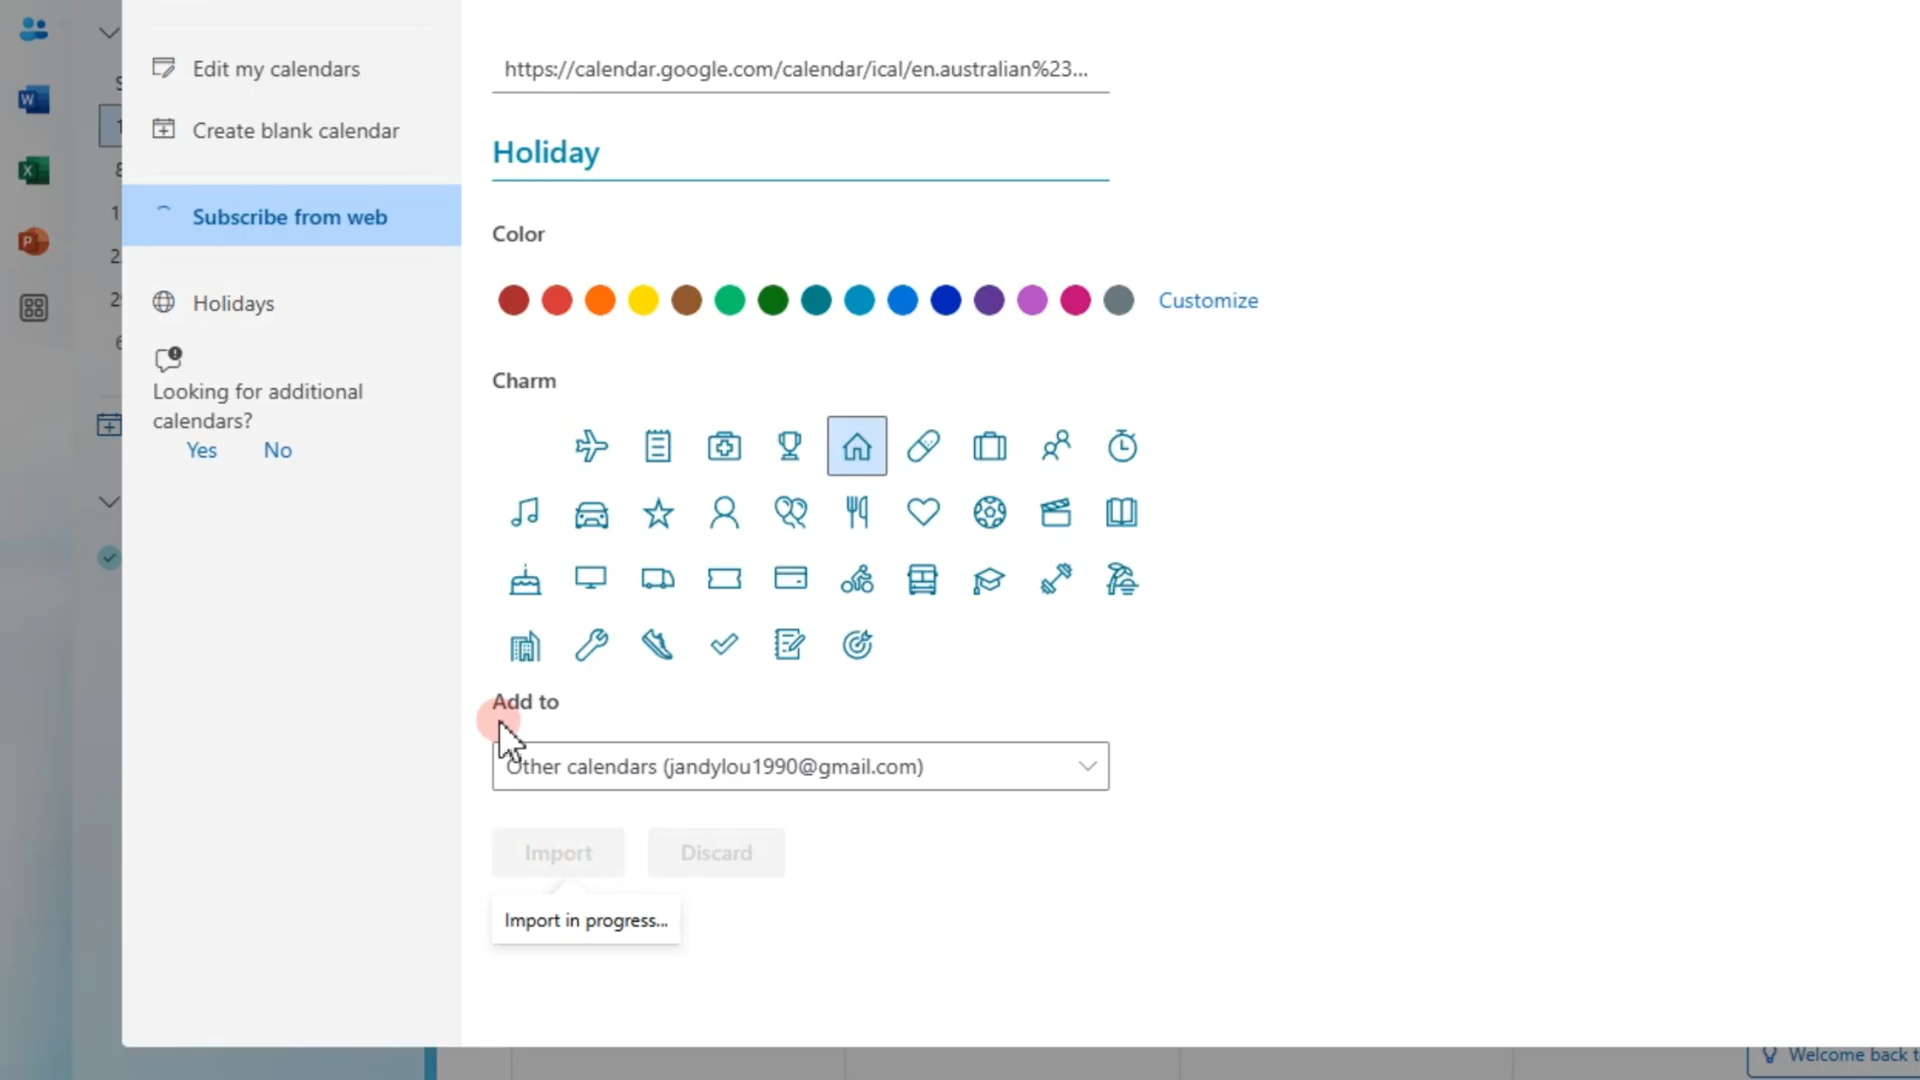 Edit my calendars
Create blank calendar
Subscribe from web
Holidays
Looking for additional
calendars?
Yes No
https://calendar.google.com/calendar/ical/en.australian%23...
Holiday
Color
Customize
Charm
Add to
Other calendars (jandylou1990@gmail.com)
Import Discard
Import in progress...
Welcome back